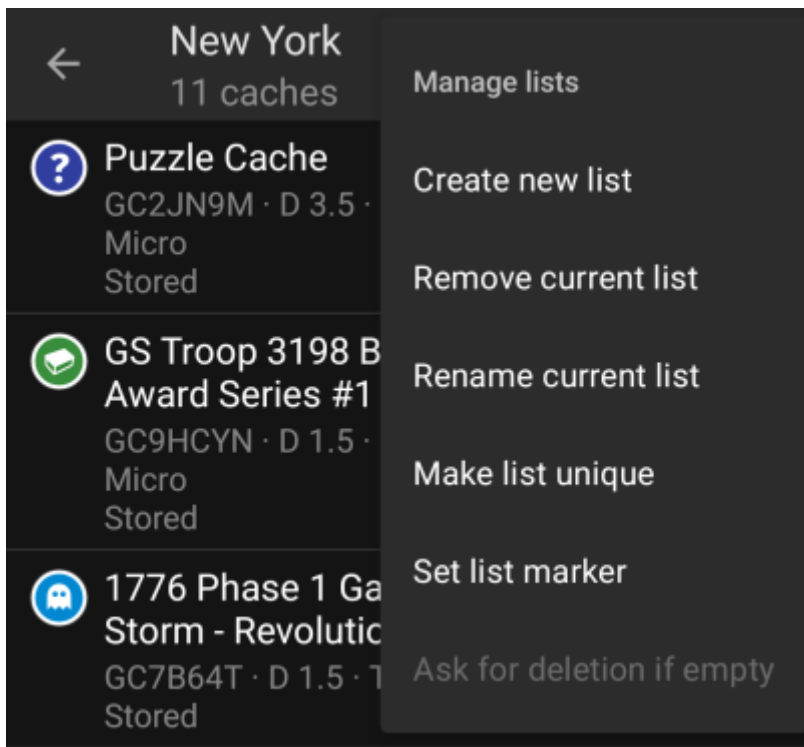 New York
11 caches
Puzzle Cache
GC2JN9M · D 3.5 ·
Micro
Stored
GS Troop 3198 B
Award Series #1
GC9HCYN · D 1.5 ·
Micro
Stored
1776 Phase 1 Ga
Storm - Revolutio
GC7B64T · D 1.5 · T
Stored
Manage lists
Create new list
Remove current list
Rename current list
Make list unique
Set list marker
Ask for deletion if empty